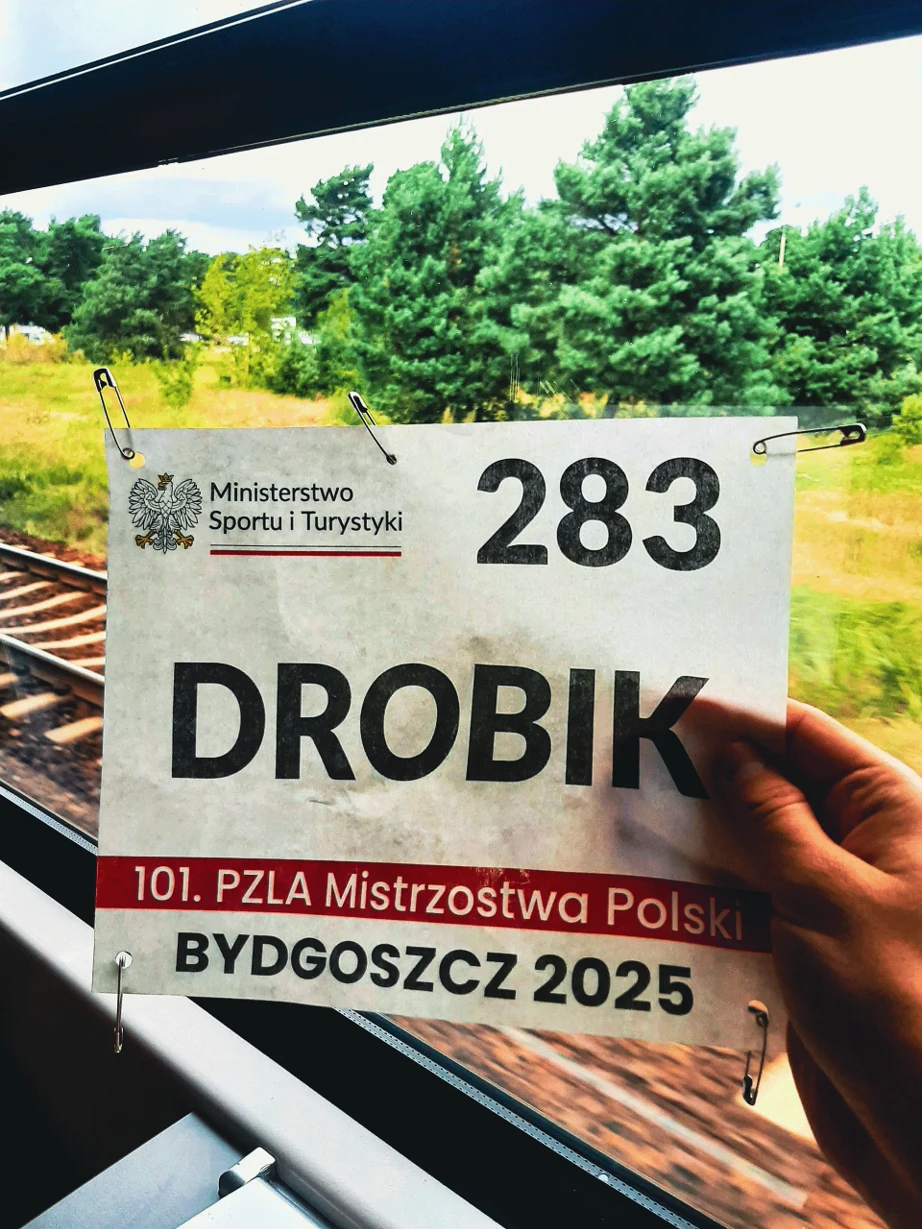 Ministerstwo
Sportu i Turystyki
283
DROBIK
101. PZLA Mistrzostwa Polski
BYDGOSZCZ 2025